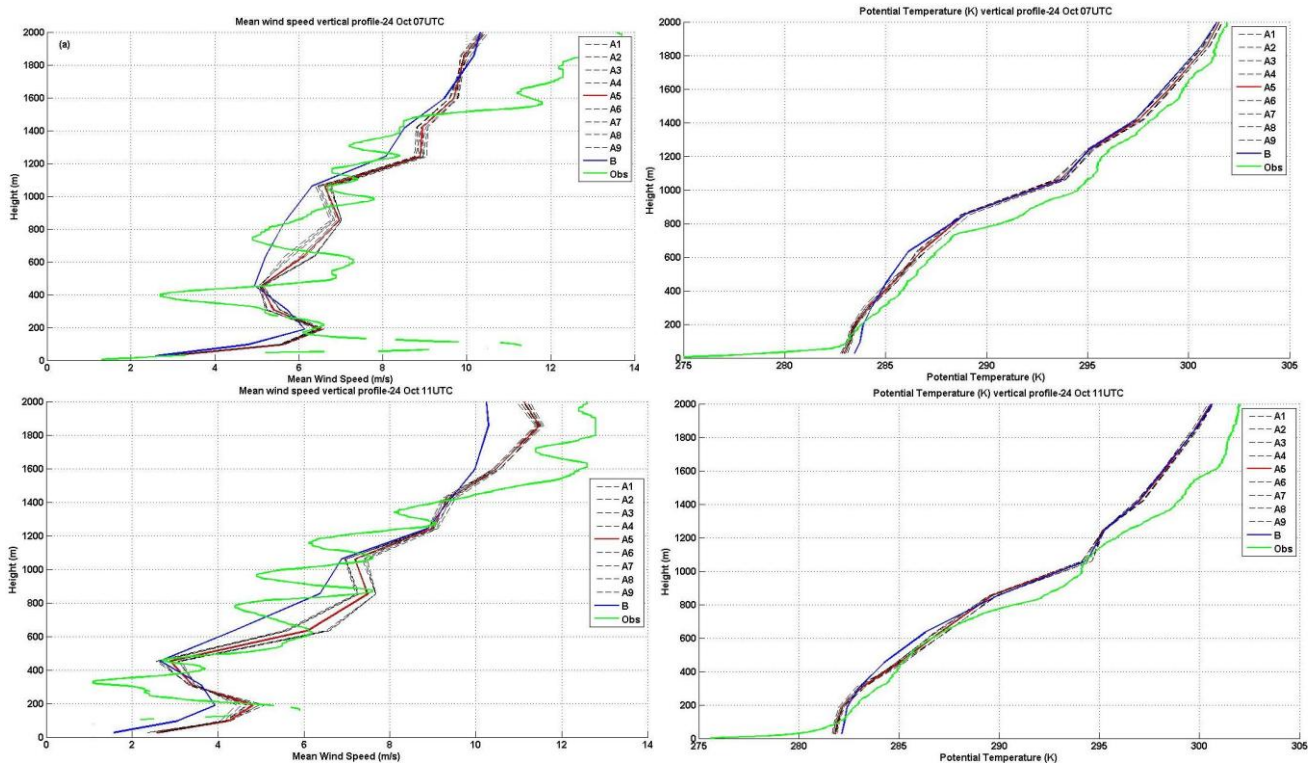 Mean wind speed vertical profile-24 Oct 07UTC
(a)
Height (m)
2000
1800
1600
1400
1200
1000
800
600
400
200
0
0 2 4 6 8 10 12 14
Mean Wind Speed (m/s)
A1
A2
A3
A4
A5
A6
A7
A8
A9
B
Obs
Potential Temperature (K) vertical profile-24 Oct 07UTC
Height (m)
2000
1800
1600
1400
1200
1000
800
600
400
200
0
275 280 285 290 295 300 305
Potential Temperature (K)
A1
A2
A3
A4
A5
A6
A7
A8
A9
B
Obs
Mean wind speed vertical profile-24 Oct 11UTC
Height (m)
2000
1800
1600
1400
1200
1000
800
600
400
200
0
0 2 4 6 8 10 12 14
Mean Wind Speed (m/s)
A1
A2
A3
A4
A5
A6
A7
A8
A9
B
Obs
Potential Temperature (K) vertical profile-24 Oct 11UTC
Height (m)
2000
1800
1600
1400
1200
1000
800
600
400
200
0
275 280 285 290 295 300 305
Potential Temperature (K)
A1
A2
A3
A4
A5
A6
A7
A8
A9
B
Obs